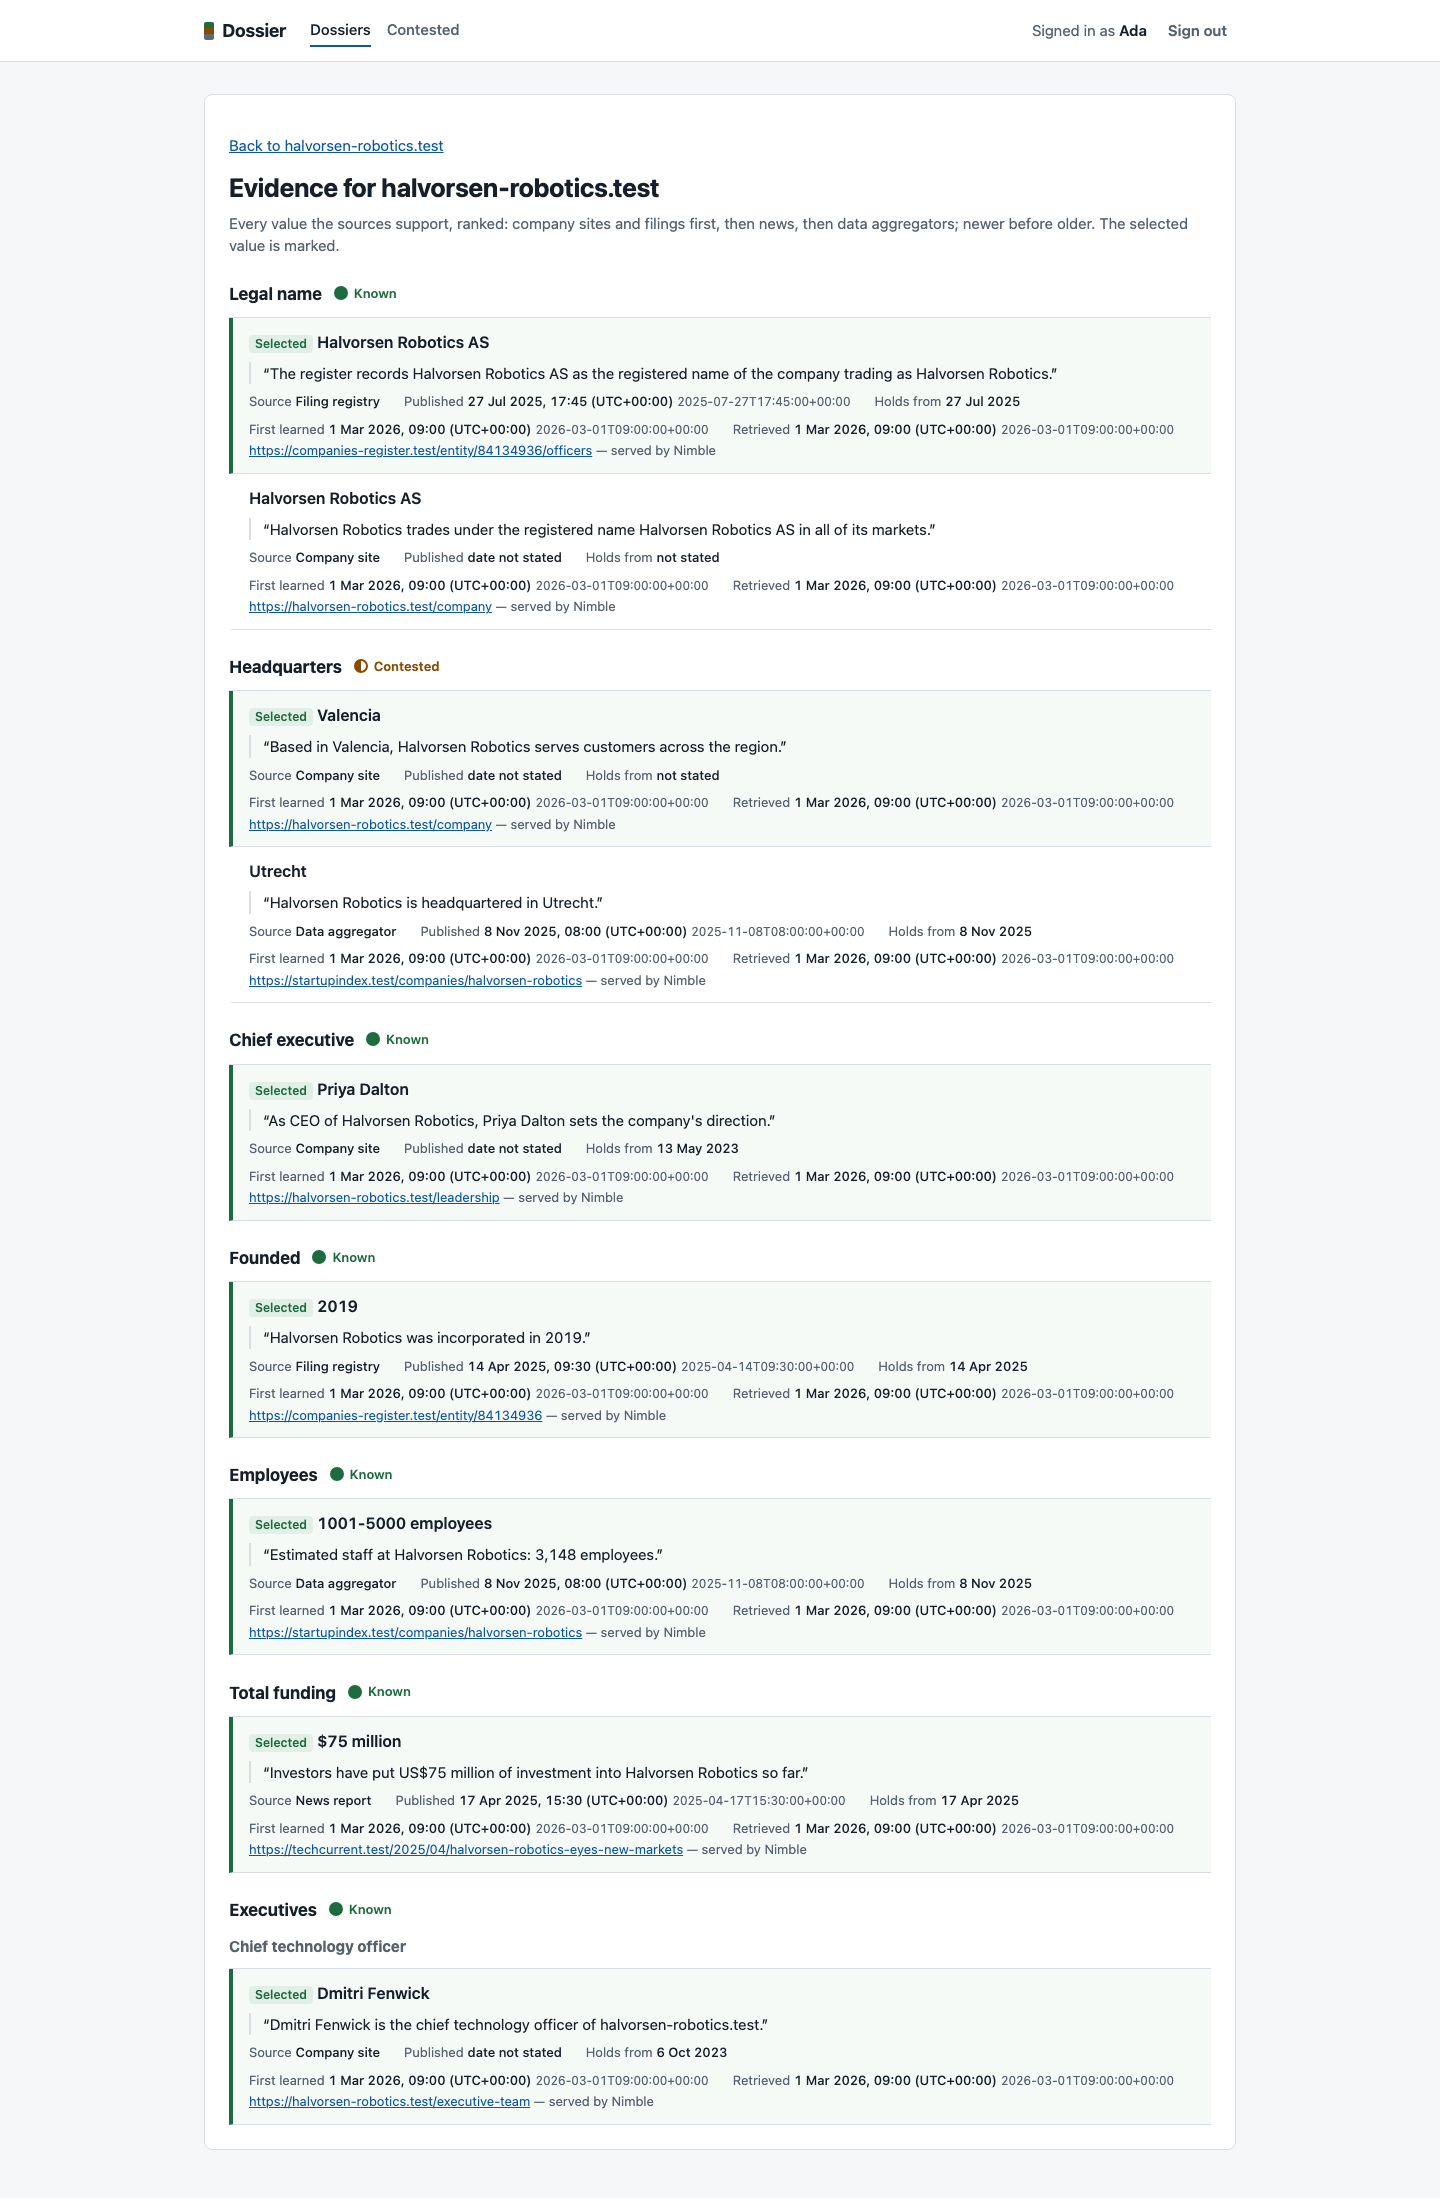 Dossier Dossiers Contested Signed in as Ada Sign out
Back to halvorsen-robotics.test
Evidence for halvorsen-robotics.test
Every value the sources support, ranked: company sites and filings first, then news, then data aggregators; newer before older. The selected
value is marked.
Legal name Known
Selected Halvorsen Robotics AS
“The register records Halvorsen Robotics AS as the registered name of the company trading as Halvorsen Robotics.”
Source Filing registry Published 27 Jul 2025, 17:45 (UTC+00:00) 2025-07-27T17:45:00+00:00 Holds from 27 Jul 2025
First learned 1 Mar 2026, 09:00 (UTC+00:00) 2026-03-01T09:00:00+00:00 Retrieved 1 Mar 2026, 09:00 (UTC+00:00) 2026-03-01T09:00:00+00:00
https://companies-register.test/entity/84134936/officers — served by Nimble
Halvorsen Robotics AS
“Halvorsen Robotics trades under the registered name Halvorsen Robotics AS in all of its markets.”
Source Company site Published date not stated Holds from not stated
First learned 1 Mar 2026, 09:00 (UTC+00:00) 2026-03-01T09:00:00+00:00 Retrieved 1 Mar 2026, 09:00 (UTC+00:00) 2026-03-01T09:00:00+00:00
https://halvorsen-robotics.test/company — served by Nimble
Headquarters Contested
Selected Valencia
“Based in Valencia, Halvorsen Robotics serves customers across the region.”
Source Company site Published date not stated Holds from not stated
First learned 1 Mar 2026, 09:00 (UTC+00:00) 2026-03-01T09:00:00+00:00 Retrieved 1 Mar 2026, 09:00 (UTC+00:00) 2026-03-01T09:00:00+00:00
https://halvorsen-robotics.test/company — served by Nimble
Utrecht
“Halvorsen Robotics is headquartered in Utrecht.”
Source Data aggregator Published 8 Nov 2025, 08:00 (UTC+00:00) 2025-11-08T08:00:00+00:00 Holds from 8 Nov 2025
First learned 1 Mar 2026, 09:00 (UTC+00:00) 2026-03-01T09:00:00+00:00 Retrieved 1 Mar 2026, 09:00 (UTC+00:00) 2026-03-01T09:00:00+00:00
https://startupindex.test/companies/halvorsen-robotics — served by Nimble
Chief executive Known
Selected Priya Dalton
“As CEO of Halvorsen Robotics, Priya Dalton sets the company's direction.”
Source Company site Published date not stated Holds from 13 May 2023
First learned 1 Mar 2026, 09:00 (UTC+00:00) 2026-03-01T09:00:00+00:00 Retrieved 1 Mar 2026, 09:00 (UTC+00:00) 2026-03-01T09:00:00+00:00
https://halvorsen-robotics.test/leadership — served by Nimble
Founded Known
Selected 2019
“Halvorsen Robotics was incorporated in 2019.”
Source Filing registry Published 14 Apr 2025, 09:30 (UTC+00:00) 2025-04-14T09:30:00+00:00 Holds from 14 Apr 2025
First learned 1 Mar 2026, 09:00 (UTC+00:00) 2026-03-01T09:00:00+00:00 Retrieved 1 Mar 2026, 09:00 (UTC+00:00) 2026-03-01T09:00:00+00:00
https://companies-register.test/entity/84134936 — served by Nimble
Employees Known
Selected 1001-5000 employees
“Estimated staff at Halvorsen Robotics: 3,148 employees.”
Source Data aggregator Published 8 Nov 2025, 08:00 (UTC+00:00) 2025-11-08T08:00:00+00:00 Holds from 8 Nov 2025
First learned 1 Mar 2026, 09:00 (UTC+00:00) 2026-03-01T09:00:00+00:00 Retrieved 1 Mar 2026, 09:00 (UTC+00:00) 2026-03-01T09:00:00+00:00
https://startupindex.test/companies/halvorsen-robotics — served by Nimble
Total funding Known
Selected $75 million
“Investors have put US$75 million of investment into Halvorsen Robotics so far.”
Source News report Published 17 Apr 2025, 15:30 (UTC+00:00) 2025-04-17T15:30:00+00:00 Holds from 17 Apr 2025
First learned 1 Mar 2026, 09:00 (UTC+00:00) 2026-03-01T09:00:00+00:00 Retrieved 1 Mar 2026, 09:00 (UTC+00:00) 2026-03-01T09:00:00+00:00
https://techcurrent.test/2025/04/halvorsen-robotics-eyes-new-markets — served by Nimble
Executives Known
Chief technology officer
Selected Dmitri Fenwick
“Dmitri Fenwick is the chief technology officer of halvorsen-robotics.test.”
Source Company site Published date not stated Holds from 6 Oct 2023
First learned 1 Mar 2026, 09:00 (UTC+00:00) 2026-03-01T09:00:00+00:00 Retrieved 1 Mar 2026, 09:00 (UTC+00:00) 2026-03-01T09:00:00+00:00
https://halvorsen-robotics.test/executive-team — served by Nimble